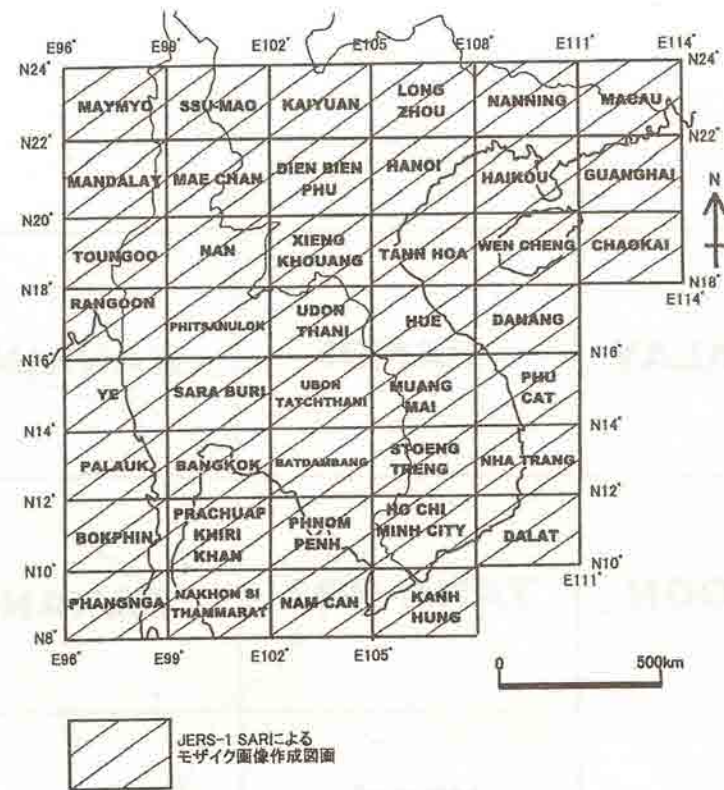 E96° E99° E102° E105° E108° E111° E114°
N24° N24°
MAYMYO SSU-MAO KAIYUAN LONG ZHOU NANNING MACAU
N22° N22°
MANDALAY MAE CHAN DIEN BIEN PHU HANOI HAIKOU GUANGHAI
N
N20° N20°
TOUNGOO NAN XIENG KHOUANG TANN HOA WEN CHENG CHAOKAI
N18° N18°
E114°
RANGOON PHITSANULOK UDON THANI HUE DANANG
N16° N16°
YE SARA BURI UBON TATCHTHANI MUANG MAI PHU CAT
N14° N14°
PALAUK BANGKOK BATDAMBANG STOENG TRENG NHA TRANG
N12° N12°
BOKPHIN PRACHUAP KHIRI KHAN PHNOM PENH HO CHI MINH CITY DALAT
N10° N10°
E111°
PHANGNGA NAKHON SI THAMMARAT NAM CAN KANH HUNG
N8°
E96° E99° E102° E105°
0 500km
JERS-1 SARによる
モザイク画像作成図画